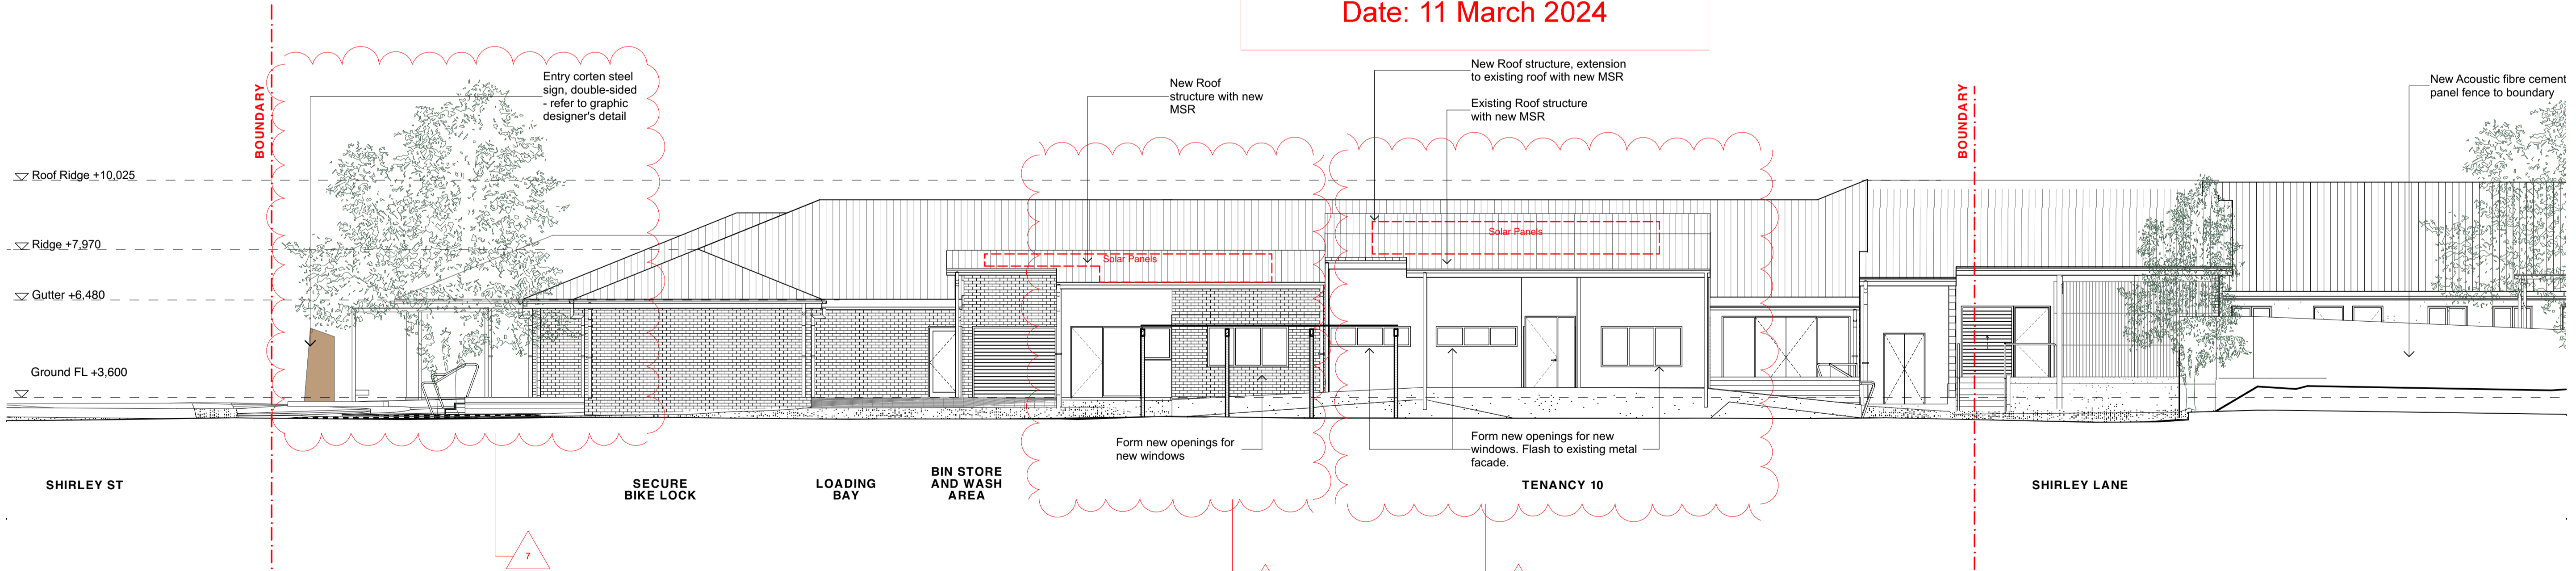 Date: 11 March 2024
Entry corten steel
sign, double-sided
- refer to graphic
designer's detail
New Roof
structure with new
MSR
New Roof structure, extension
to existing roof with new MSR
Existing Roof structure
with new MSR
New Acoustic fibre cement
panel fence to boundary
BOUNDARY
BOUNDARY
Roof Ridge +10,025
Ridge +7,970
Gutter +6,480
Ground FL +3,600
Solar Panels
Solar Panels
Form new openings for
new windows
Form new openings for new
windows. Flash to existing metal
facade.
SHIRLEY ST
SECURE
BIKE LOCK
LOADING
BAY
BIN STORE
AND WASH
AREA
TENANCY 10
SHIRLEY LANE
7